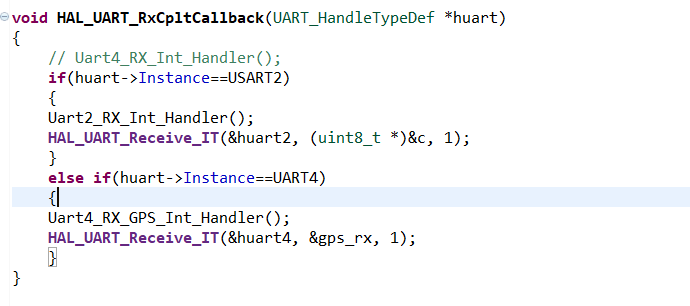 void HAL_UART_RxCpltCallback(UART_HandleTypeDef *huart)
{
    // Uart4_RX_Int_Handler();
    if(huart->Instance==USART2)
    {
    Uart2_RX_Int_Handler();
    HAL_UART_Receive_IT(&huart2, (uint8_t *)&c, 1);
    }
    else if(huart->Instance==UART4)
    {
    Uart4_RX_GPS_Int_Handler();
    HAL_UART_Receive_IT(&huart4, &gps_rx, 1);
    }
}